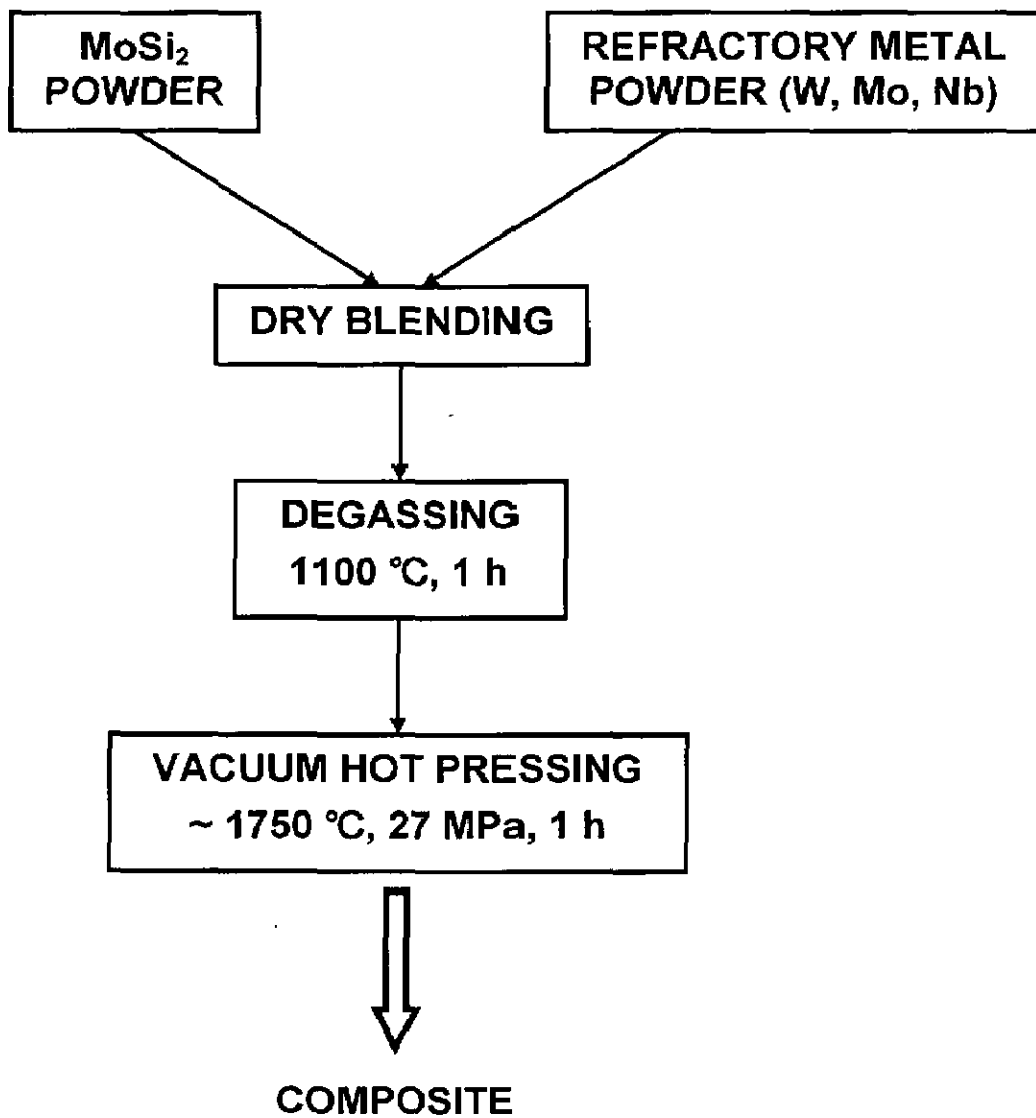 MoSi₂
POWDER
REFRACTORY METAL
POWDER (W, Mo, Nb)
DRY BLENDING
DEGASSING
1100 ℃, 1 h
VACUUM HOT PRESSING
~ 1750 ℃, 27 MPa, 1 h
COMPOSITE